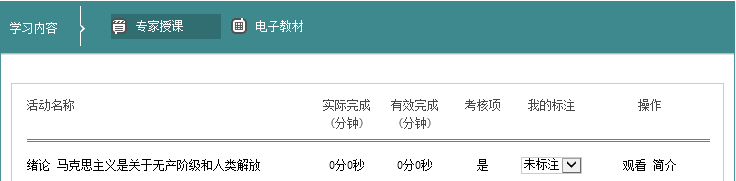 学习内容 专家授课 电子教材
活动名称 实际完成 有效完成 考核项 我的标注 操作
(分钟) (分钟)
绪论 马克思主义是关于无产阶级和人类解放 0分0秒 0分0秒 是 未标注 观看 简介